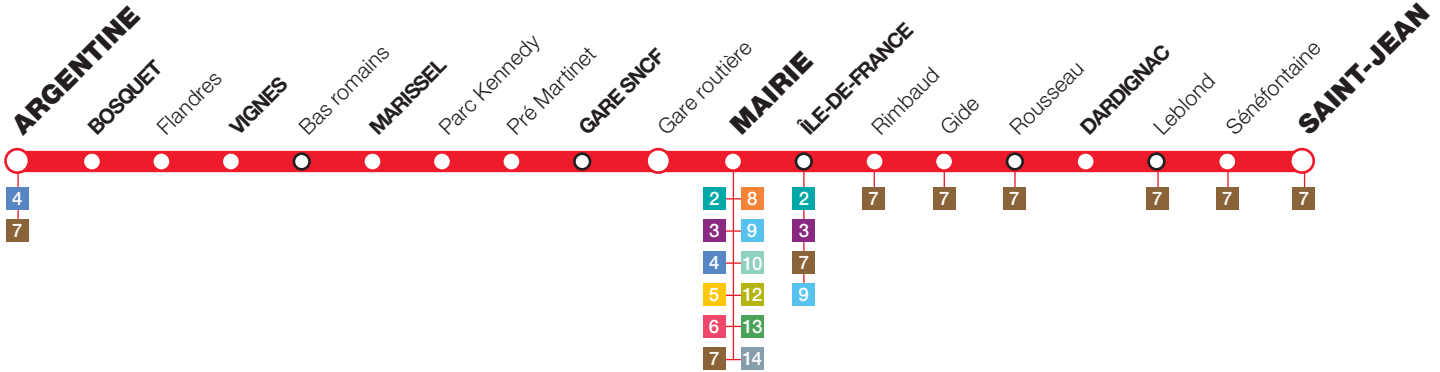 ARGENTINE
BOSQUET
Flandres
VIGNES
Bas romains
MARISSEL
Parc Kennedy
Pré Martinet
GARE SNCF
Gare routière
MAIRIE
ÎLE-DE-FRANCE
Rimbaud
Gide
Rousseau
DARDIGNAC
Leblond
Sénéfontaine
SAINT-JEAN
4 2 8 2 7 7 7 7 7 7
7 3 9 3
4 10 7
5 12 9
6 13
7 14